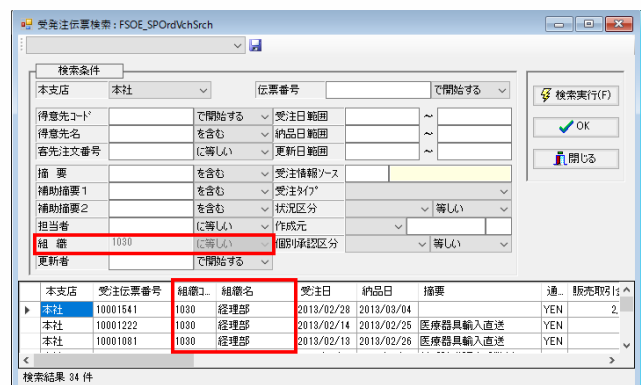 受発注伝票検索 : FSOE_SPOrdVchSrch
検索条件
本支店 本社 伝票番号 で開始する
得意先コード で開始する 受注日範囲 ~
得意先名 を含む 納品日範囲 ~
客先注文番号 に等しい 更新日範囲 ~
摘 要 を含む 受注情報ソース
補助摘要1 を含む 受注タイプ
補助摘要2 を含む 状況区分 等しい
担当者 に等しい 作成元
組 織 1030 に等しい 個別承認区分 等しい
更新者 で開始する
検索実行(F)
OK
閉じる
本支店 受注伝票番号 組織コ... 組織名 受注日 納品日 摘要 通... 販売取引
本社 10001541 1030 経理部 2013/02/28 2013/03/04 YEN 2,
本社 10001222 1030 経理部 2013/02/14 2013/02/25 医療器具輸入直送 YEN
本社 10001081 1030 経理部 2013/02/13 2013/02/26 医療器具輸入直送 YEN
検索結果 34 件